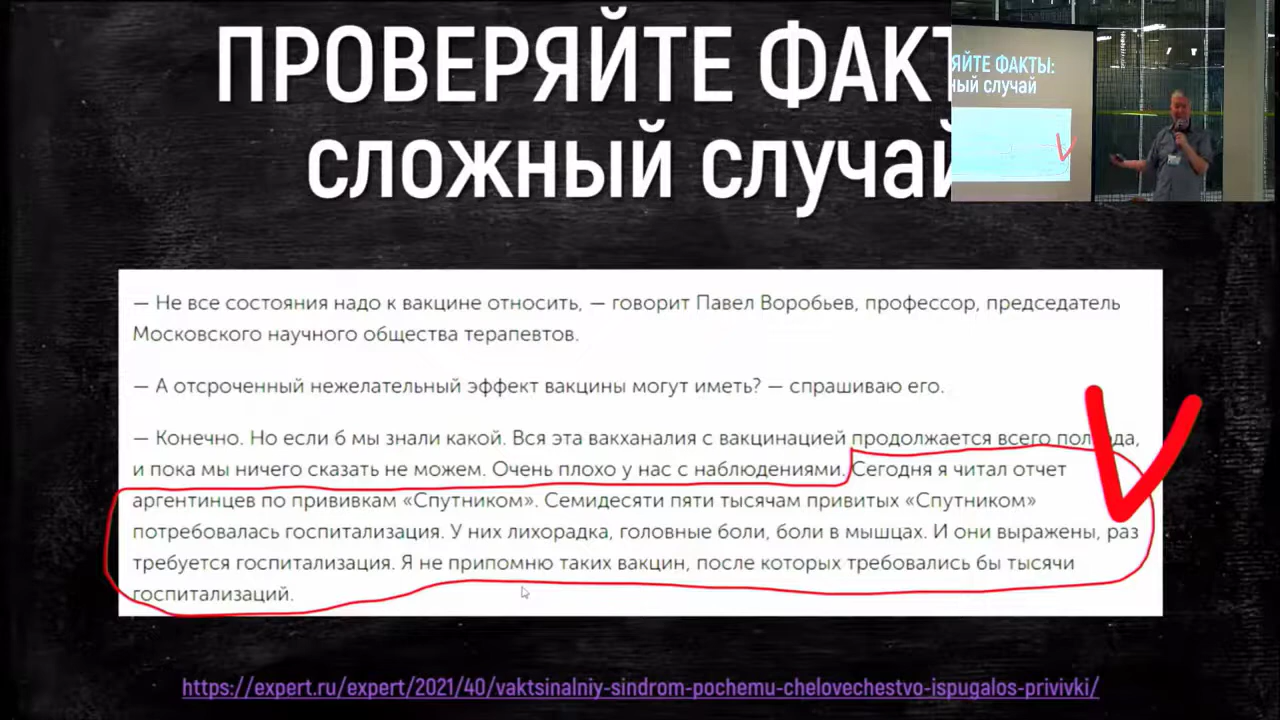 ПРОВЕРЯЙТЕ ФАКТ
сложный случай
ЯЙТЕ ФАКТЫ:
ный случай
— Не все состояния надо к вакцине относить, — говорит Павел Воробьев, профессор, председатель
Московского научного общества терапевтов.
— А отсроченный нежелательный эффект вакцины могут иметь? — спрашиваю его.
— Конечно. Но если б мы знали какой. Вся эта вакханалия с вакцинацией продолжается всего полгода,
и пока мы ничего сказать не можем. Очень плохо у нас с наблюдениями. Сегодня я читал отчет
аргентинцев по прививкам «Спутником». Семидесяти пяти тысячам привитых «Спутником»
потребовалась госпитализация. У них лихорадка, головные боли, боли в мышцах. И они выражены, раз
требуется госпитализация. Я не припомню таких вакцин, после которых требовались бы тысячи
госпитализаций.
https://expert.ru/expert/2021/40/vaktsinalniy-sindrom-pochemu-chelovechestvo-ispugalos-privivki/